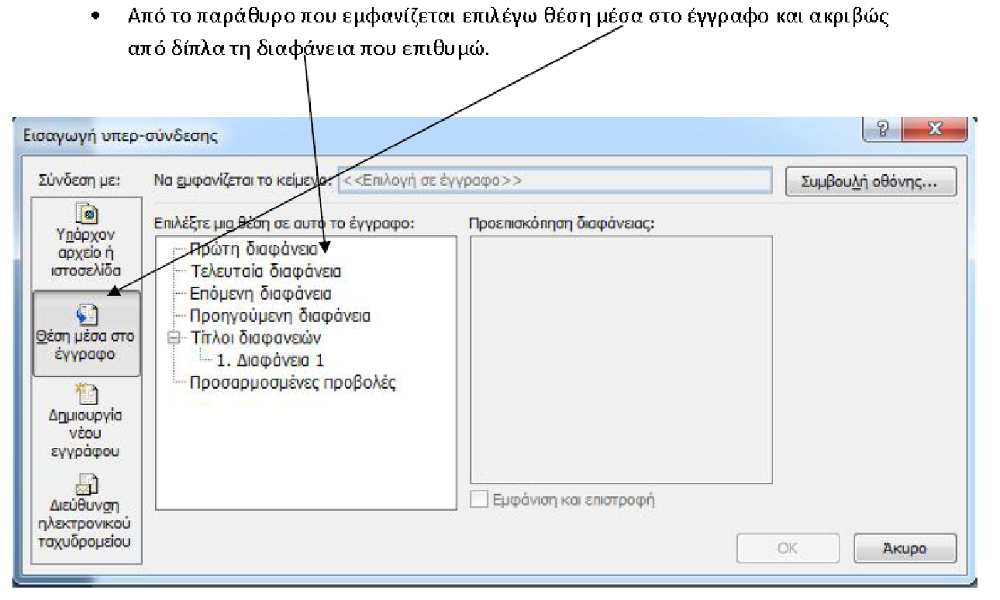 • Από το παράθυρο που εμφανίζεται επιλέγω θέση μέσα στο έγγραφο και ακριβώς
από δίπλα τη διαφάνεια που επιθυμώ.
Εισαγωγή υπερ-σύνδεσης
Σύνδεση με:
Να εμφανίζεται το κείμενο:
<<Επιλογή σε έγγραφο>>
Συμβουλή οθόνης...
Υπάρχον
αρχείο ή
ιστοσελίδα
Θέση μέσα στο
έγγραφο
Δημιουργία
νέου
εγγράφου
Διεύθυνση
ηλεκτρονικού
ταχυδρομείου
Επιλέξτε μια θέση σε αυτό το έγγραφο:
Πρώτη διαφάνεια
Τελευταία διαφάνεια
Επόμενη διαφάνεια
Προηγούμενη διαφάνεια
Τίτλοι διαφανειών
1. Διαφάνεια 1
Προσαρμοσμένες προβολές
Προεπισκόπηση διαφάνειας:
Εμφάνιση και επιστροφή
OK
Άκυρο